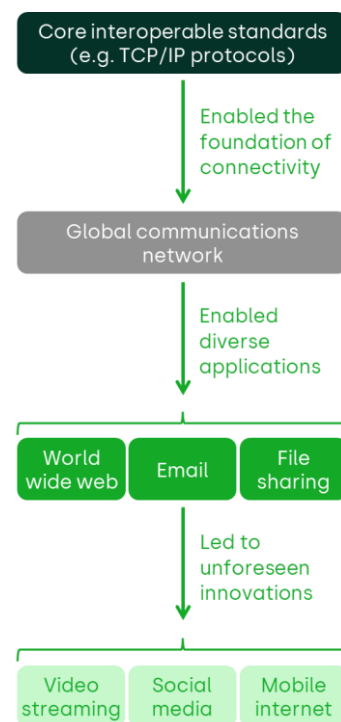 Core interoperable standards
(e.g. TCP/IP protocols)
Enabled the
foundation of
connectivity
Global communications
network
Enabled
diverse
applications
World
wide web
Email
File
sharing
Led to
unforeseen
innovations
Video
streaming
Social
media
Mobile
internet